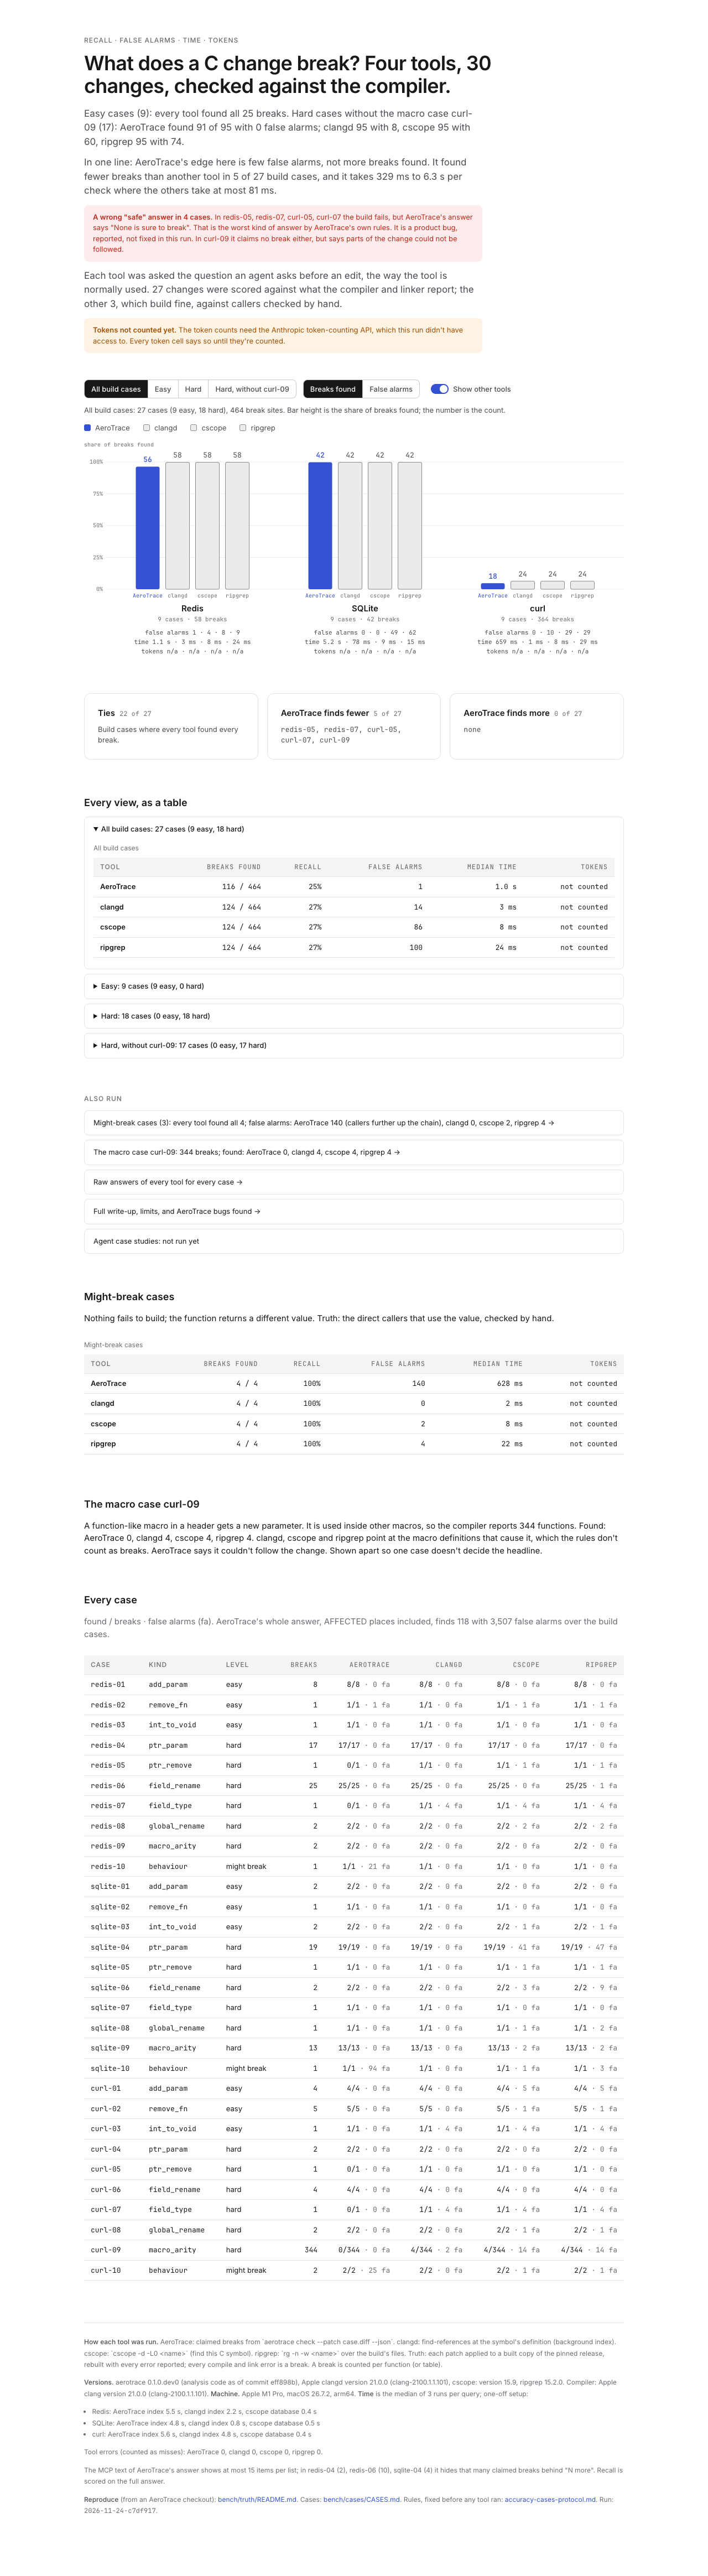 RECALL · FALSE ALARMS · TIME · TOKENS
What does a C change break? Four tools, 30
changes, checked against the compiler.
Easy cases (9): every tool found all 25 breaks. Hard cases without the macro case curl-
09 (17): AeroTrace found 91 of 95 with 0 false alarms; clangd 95 with 8, cscope 95 with
60, ripgrep 95 with 74.
In one line: AeroTrace's edge here is few false alarms, not more breaks found. It found
fewer breaks than another tool in 5 of 27 build cases, and it takes 329 ms to 6.3 s per
check where the others take at most 81 ms.
A wrong "safe" answer in 4 cases. In redis-05, redis-07, curl-05, curl-07 the build fails, but AeroTrace's answer
says "None is sure to break". That is the worst kind of answer by AeroTrace's own rules. It is a product bug,
reported, not fixed in this run. In curl-09 it claims no break either, but says parts of the change could not be
followed.
Each tool was asked the question an agent asks before an edit, the way the tool is
normally used. 27 changes were scored against what the compiler and linker report; the
other 3, which build fine, against callers checked by hand.
Tokens not counted yet. The token counts need the Anthropic token-counting API, which this run didn't have
access to. Every token cell says so until they're counted.
All build cases Easy Hard Hard, without curl-09 Breaks found False alarms Show other tools
All build cases: 27 cases (9 easy, 18 hard), 464 break sites. Bar height is the share of breaks found; the number is the count.
AeroTrace clangd cscope ripgrep
share of breaks found
56 58 58 58 42 42 42 42
100%
75%
50%
25%
18 24 24 24
0%
AeroTrace clangd cscope ripgrep AeroTrace clangd cscope ripgrep AeroTrace clangd cscope ripgrep
Redis SQLite curl
9 cases · 58 breaks 9 cases · 42 breaks 9 cases · 364 breaks
false alarms 1 · 4 · 8 · 9 false alarms 0 · 0 · 49 · 62 false alarms 0 · 10 · 29 · 29
time 1.1 s · 3 ms · 8 ms · 24 ms time 5.2 s · 78 ms · 9 ms · 15 ms time 659 ms · 1 ms · 8 ms · 29 ms
tokens n/a · n/a · n/a · n/a tokens n/a · n/a · n/a · n/a tokens n/a · n/a · n/a · n/a
Ties 22 of 27
Build cases where every tool found every
break.
AeroTrace finds fewer 5 of 27
redis-05, redis-07, curl-05,
curl-07, curl-09
AeroTrace finds more 0 of 27
none
Every view, as a table
▼ All build cases: 27 cases (9 easy, 18 hard)
All build cases
TOOL BREAKS FOUND RECALL FALSE ALARMS MEDIAN TIME TOKENS
AeroTrace 116 / 464 25% 1 1.0 s not counted
clangd 124 / 464 27% 14 3 ms not counted
cscope 124 / 464 27% 86 8 ms not counted
ripgrep 124 / 464 27% 100 24 ms not counted
▶ Easy: 9 cases (9 easy, 0 hard)
▶ Hard: 18 cases (0 easy, 18 hard)
▶ Hard, without curl-09: 17 cases (0 easy, 17 hard)
ALSO RUN
Might-break cases (3): every tool found all 4; false alarms: AeroTrace 140 (callers further up the chain), clangd 0, cscope 2, ripgrep 4 →
The macro case curl-09: 344 breaks; found: AeroTrace 0, clangd 4, cscope 4, ripgrep 4 →
Raw answers of every tool for every case →
Full write-up, limits, and AeroTrace bugs found →
Agent case studies: not run yet
Might-break cases
Nothing fails to build; the function returns a different value. Truth: the direct callers that use the value, checked by hand.
Might-break cases
TOOL BREAKS FOUND RECALL FALSE ALARMS MEDIAN TIME TOKENS
AeroTrace 4 / 4 100% 140 628 ms not counted
clangd 4 / 4 100% 0 2 ms not counted
cscope 4 / 4 100% 2 8 ms not counted
ripgrep 4 / 4 100% 4 22 ms not counted
The macro case curl-09
A function-like macro in a header gets a new parameter. It is used inside other macros, so the compiler reports 344 functions. Found:
AeroTrace 0, clangd 4, cscope 4, ripgrep 4. clangd, cscope and ripgrep point at the macro definitions that cause it, which the rules don't
count as breaks. AeroTrace says it couldn't follow the change. Shown apart so one case doesn't decide the headline.
Every case
found / breaks · false alarms (fa). AeroTrace's whole answer, AFFECTED places included, finds 118 with 3,507 false alarms over the build
cases.
CASE KIND LEVEL BREAKS AEROTRACE CLANGD CSCOPE RIPGREP
redis-01 add_param easy 8 8/8 · 0 fa 8/8 · 0 fa 8/8 · 0 fa 8/8 · 0 fa
redis-02 remove_fn easy 1 1/1 · 1 fa 1/1 · 0 fa 1/1 · 1 fa 1/1 · 1 fa
redis-03 int_to_void easy 1 1/1 · 0 fa 1/1 · 0 fa 1/1 · 0 fa 1/1 · 0 fa
redis-04 ptr_param hard 17 17/17 · 0 fa 17/17 · 0 fa 17/17 · 0 fa 17/17 · 0 fa
redis-05 ptr_remove hard 1 0/1 · 0 fa 1/1 · 0 fa 1/1 · 1 fa 1/1 · 1 fa
redis-06 field_rename hard 25 25/25 · 0 fa 25/25 · 0 fa 25/25 · 0 fa 25/25 · 1 fa
redis-07 field_type hard 1 0/1 · 0 fa 1/1 · 4 fa 1/1 · 4 fa 1/1 · 4 fa
redis-08 global_rename hard 2 2/2 · 0 fa 2/2 · 0 fa 2/2 · 2 fa 2/2 · 2 fa
redis-09 macro_arity hard 2 2/2 · 0 fa 2/2 · 0 fa 2/2 · 0 fa 2/2 · 0 fa
redis-10 behaviour might break 1 1/1 · 21 fa 1/1 · 0 fa 1/1 · 0 fa 1/1 · 0 fa
sqlite-01 add_param easy 2 2/2 · 0 fa 2/2 · 0 fa 2/2 · 0 fa 2/2 · 0 fa
sqlite-02 remove_fn easy 1 1/1 · 0 fa 1/1 · 0 fa 1/1 · 0 fa 1/1 · 0 fa
sqlite-03 int_to_void easy 2 2/2 · 0 fa 2/2 · 0 fa 2/2 · 1 fa 2/2 · 1 fa
sqlite-04 ptr_param hard 19 19/19 · 0 fa 19/19 · 0 fa 19/19 · 41 fa 19/19 · 47 fa
sqlite-05 ptr_remove hard 1 1/1 · 0 fa 1/1 · 0 fa 1/1 · 1 fa 1/1 · 1 fa
sqlite-06 field_rename hard 2 2/2 · 0 fa 2/2 · 0 fa 2/2 · 3 fa 2/2 · 9 fa
sqlite-07 field_type hard 1 1/1 · 0 fa 1/1 · 0 fa 1/1 · 0 fa 1/1 · 0 fa
sqlite-08 global_rename hard 1 1/1 · 0 fa 1/1 · 0 fa 1/1 · 1 fa 1/1 · 2 fa
sqlite-09 macro_arity hard 13 13/13 · 0 fa 13/13 · 0 fa 13/13 · 2 fa 13/13 · 2 fa
sqlite-10 behaviour might break 1 1/1 · 94 fa 1/1 · 0 fa 1/1 · 1 fa 1/1 · 3 fa
curl-01 add_param easy 4 4/4 · 0 fa 4/4 · 0 fa 4/4 · 5 fa 4/4 · 5 fa
curl-02 remove_fn easy 5 5/5 · 0 fa 5/5 · 0 fa 5/5 · 1 fa 5/5 · 1 fa
curl-03 int_to_void easy 1 1/1 · 0 fa 1/1 · 4 fa 1/1 · 4 fa 1/1 · 4 fa
curl-04 ptr_param hard 2 2/2 · 0 fa 2/2 · 0 fa 2/2 · 0 fa 2/2 · 0 fa
curl-05 ptr_remove hard 1 0/1 · 0 fa 1/1 · 0 fa 1/1 · 0 fa 1/1 · 0 fa
curl-06 field_rename hard 4 4/4 · 0 fa 4/4 · 0 fa 4/4 · 0 fa 4/4 · 0 fa
curl-07 field_type hard 1 0/1 · 0 fa 1/1 · 4 fa 1/1 · 4 fa 1/1 · 4 fa
curl-08 global_rename hard 2 2/2 · 0 fa 2/2 · 0 fa 2/2 · 1 fa 2/2 · 1 fa
curl-09 macro_arity hard 344 0/344 · 0 fa 4/344 · 2 fa 4/344 · 14 fa 4/344 · 14 fa
curl-10 behaviour might break 2 2/2 · 25 fa 2/2 · 0 fa 2/2 · 1 fa 2/2 · 1 fa
How each tool was run. AeroTrace: claimed breaks from `aerotrace check --patch case.diff --json`. clangd: find-references at the symbol's definition (background index).
cscope: `cscope -d -L0 <name>` (find this C symbol). ripgrep: `rg -n -w <name>` over the build's files. Truth: each patch applied to a built copy of the pinned release,
rebuilt with every error reported; every compile and link error is a break. A break is counted per function (or table).
Versions. aerotrace 0.1.0.dev0 (analysis code as of commit eff898b), Apple clangd version 21.0.0 (clang-2100.1.1.101), cscope: version 15.9, ripgrep 15.2.0. Compiler: Apple
clang version 21.0.0 (clang-2100.1.1.101). Machine. Apple M1 Pro, macOS 26.7.2, arm64. Time is the median of 3 runs per query; one-off setup:
• Redis: AeroTrace index 5.5 s, clangd index 2.2 s, cscope database 0.4 s
• SQLite: AeroTrace index 4.8 s, clangd index 0.8 s, cscope database 0.5 s
• curl: AeroTrace index 5.6 s, clangd index 4.8 s, cscope database 0.4 s
Tool errors (counted as misses): AeroTrace 0, clangd 0, cscope 0, ripgrep 0.
The MCP text of AeroTrace's answer shows at most 15 items per list; in redis-04 (2), redis-06 (10), sqlite-04 (4) it hides that many claimed breaks behind "N more". Recall is
scored on the full answer.
Reproduce (from an AeroTrace checkout): bench/truth/README.md. Cases: bench/cases/CASES.md. Rules, fixed before any tool ran: accuracy-cases-protocol.md. Run:
2026-11-24-c7df917.